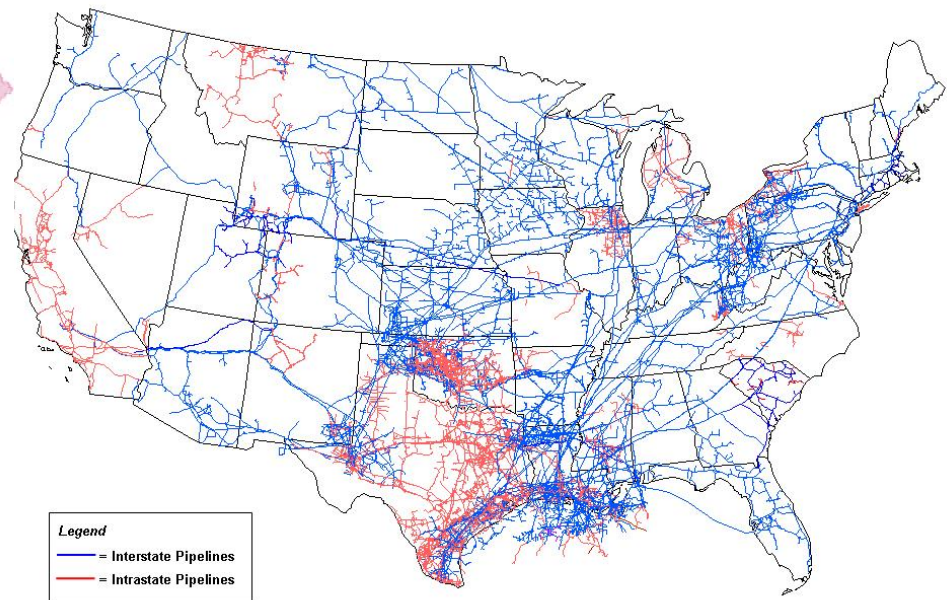 Legend
= Interstate Pipelines
= Intrastate Pipelines